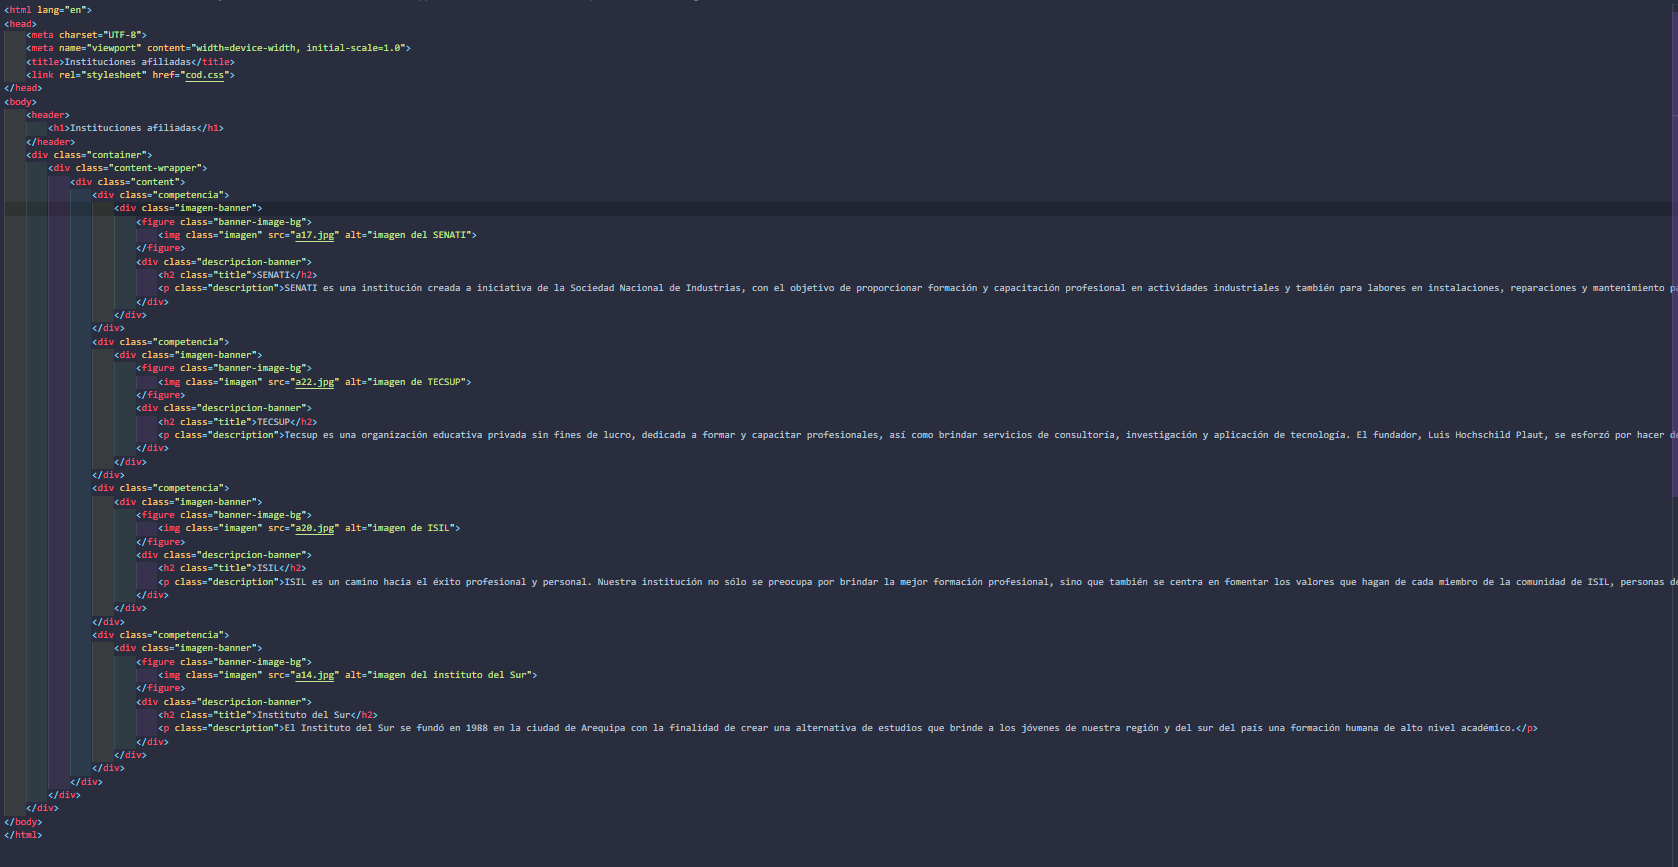 <html lang="en">
<head>
    <meta charset="UTF-8">
    <meta name="viewport" content="width=device-width, initial-scale=1.0">
    <title>Instituciones afiliadas</title>
    <link rel="stylesheet" href="cod.css">
</head>
<body>
    <header>
        <h1>Instituciones afiliadas</h1>
    </header>
    <div class="container">
        <div class="content-wrapper">
            <div class="content">
                <div class="competencia">
                    <div class="imagen-banner">
                        <figure class="banner-image-bg">
                            <img class="imagen" src="a17.jpg" alt="imagen del SENATI">
                        </figure>
                        <div class="descripcion-banner">
                            <h2 class="title">SENATI</h2>
                            <p class="description">SENATI es una institución creada a iniciativa de la Sociedad Nacional de Industrias, con el objetivo de proporcionar formación y capacitación profesional en actividades industriales y también para labores en instalaciones, reparaciones y mantenimiento
                        </div>
                    </div>
                </div>
                <div class="competencia">
                    <div class="imagen-banner">
                        <figure class="banner-image-bg">
                            <img class="imagen" src="a22.jpg" alt="imagen de TECSUP">
                        </figure>
                        <div class="descripcion-banner">
                            <h2 class="title">TECSUP</h2>
                            <p class="description">Tecsup es una organización educativa privada sin fines de lucro, dedicada a formar y capacitar profesionales, así como brindar servicios de consultoría, investigación y aplicación de tecnología. El fundador, Luis Hochschild Plaut, se esforzó por hacer
                        </div>
                    </div>
                </div>
                <div class="competencia">
                    <div class="imagen-banner">
                        <figure class="banner-image-bg">
                            <img class="imagen" src="a20.jpg" alt="imagen de ISIL">
                        </figure>
                        <div class="descripcion-banner">
                            <h2 class="title">ISIL</h2>
                            <p class="description">ISIL es un camino hacia el éxito profesional y personal. Nuestra institución no sólo se preocupa por brindar la mejor formación profesional, sino que también se centra en fomentar los valores que hagan de cada miembro de la comunidad de ISIL, personas
                        </div>
                    </div>
                </div>
                <div class="competencia">
                    <div class="imagen-banner">
                        <figure class="banner-image-bg">
                            <img class="imagen" src="a14.jpg" alt="imagen del instituto del Sur">
                        </figure>
                        <div class="descripcion-banner">
                            <h2 class="title">Instituto del Sur</h2>
                            <p class="description">El Instituto del Sur se fundó en 1988 en la ciudad de Arequipa con la finalidad de crear una alternativa de estudios que brinde a los jóvenes de nuestra región y del sur del país una formación humana de alto nivel académico.</p>
                        </div>
                    </div>
                </div>
            </div>
        </div>
    </div>
</body>
</html>